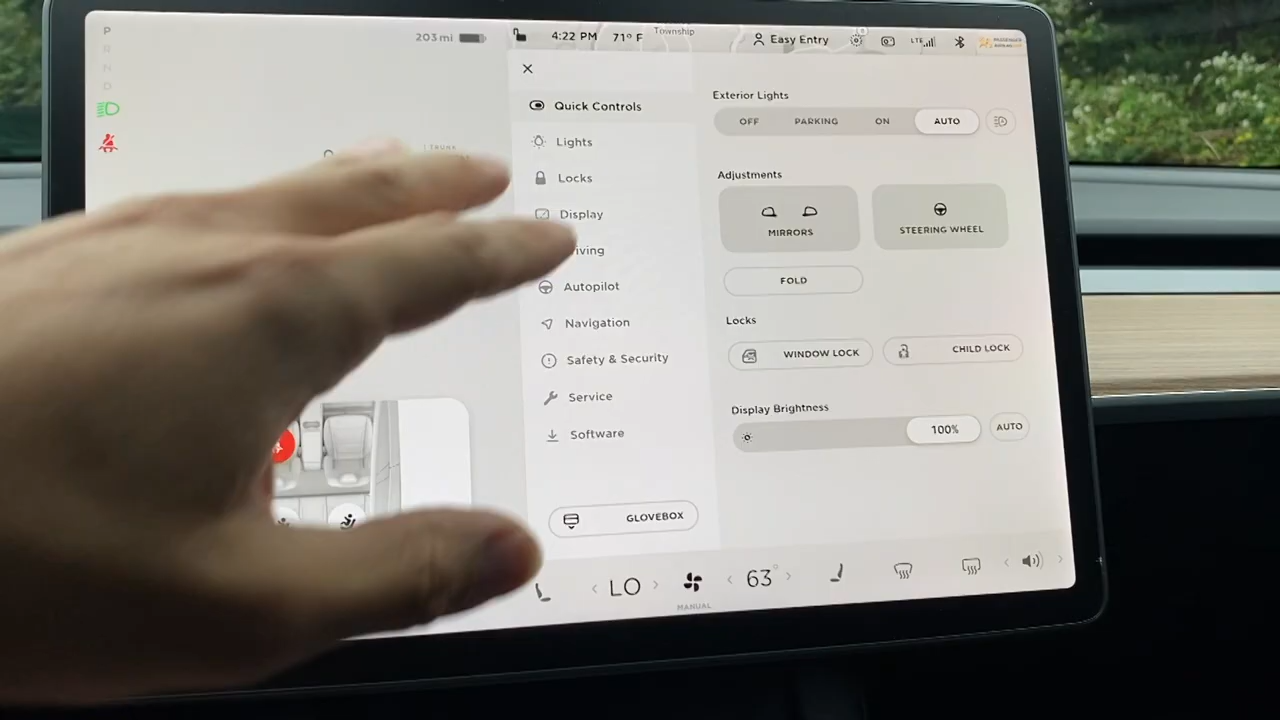 P
R
N
D
203 mi
4:22 PM
71° F
Township
Easy Entry
LTE
TRUNK
Quick Controls
Lights
Locks
Display
iving
Autopilot
Navigation
Safety & Security
Service
Software
GLOVEBOX
Exterior Lights
OFF PARKING ON AUTO
Adjustments
MIRRORS
STEERING WHEEL
FOLD
Locks
WINDOW LOCK
CHILD LOCK
Display Brightness
100%
AUTO
LO
MANUAL
63°